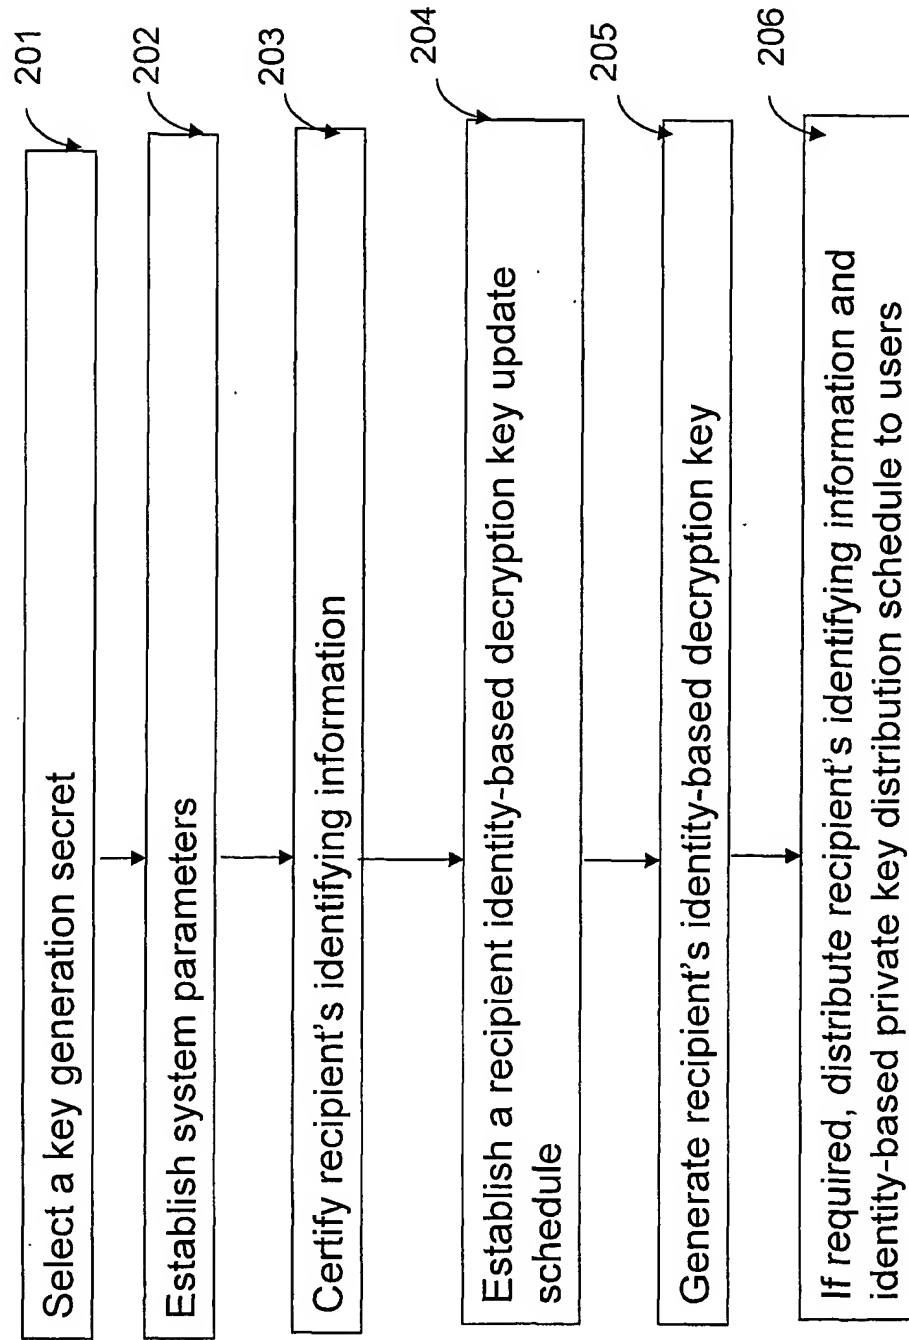 Select a key generation secret
201
Establish system parameters
202
Certify recipient's identifying information
203
Establish a recipient identity-based decryption key update
schedule
204
Generate recipient's identity-based decryption key
205
If required, distribute recipient's identifying information and
identity-based private key distribution schedule to users
206